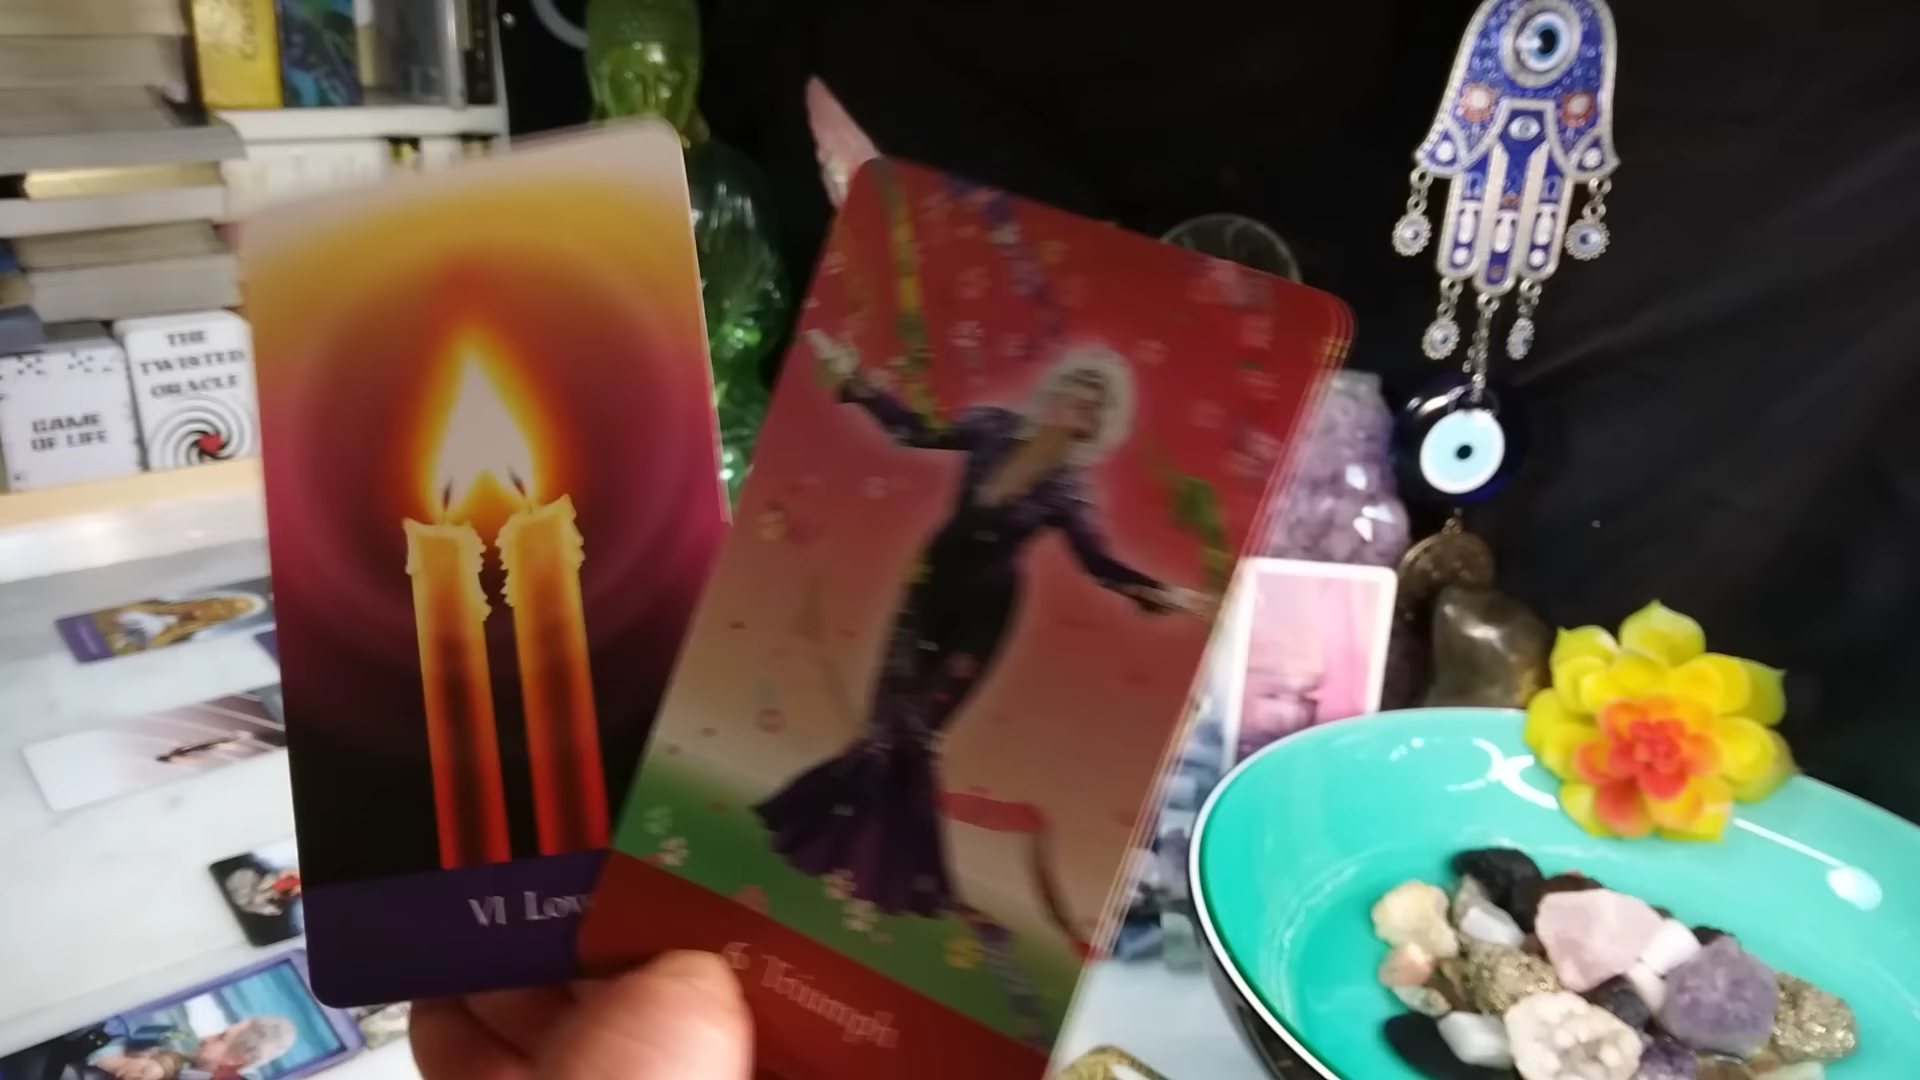 THE
TWISTED
ORACLE
GAME
OF LIFE
VI Lov
6 Triumph